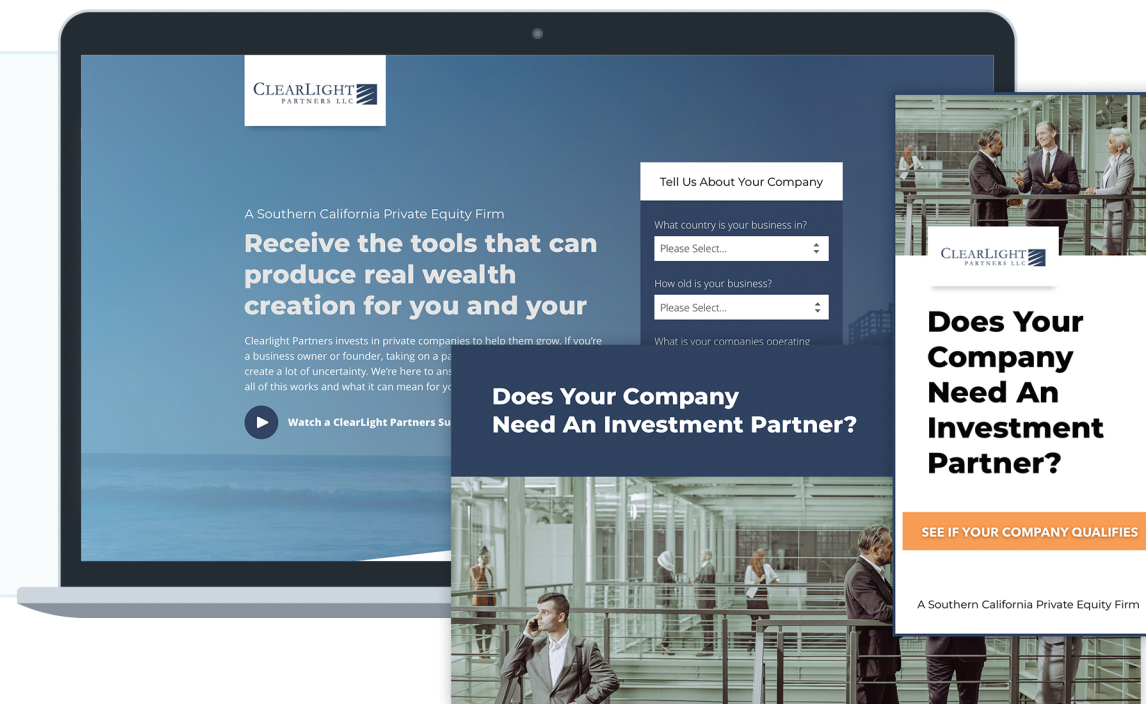 CLEARLIGHT
PARTNERS LLC
A Southern California Private Equity Firm
Receive the tools that can
produce real wealth
creation for you and your
Clearlight Partners invests in private companies to help them grow. If you're
a business owner or founder, taking on a
create a lot of uncertainty. We're here to
all of this works and what it can mean for
Watch a ClearLight Partners
Tell Us About Your Company
What country is your business in?
Please Select...
How old is your business?
Please Select...
What is your companies operating
Does Your Company
Need An Investment Partner?
CLEARLIGHT
PARTNERS LLC
Does Your
Company
Need An
Investment
Partner?
SEE IF YOUR COMPANY QUALIFIES
A Southern California Private Equity Firm